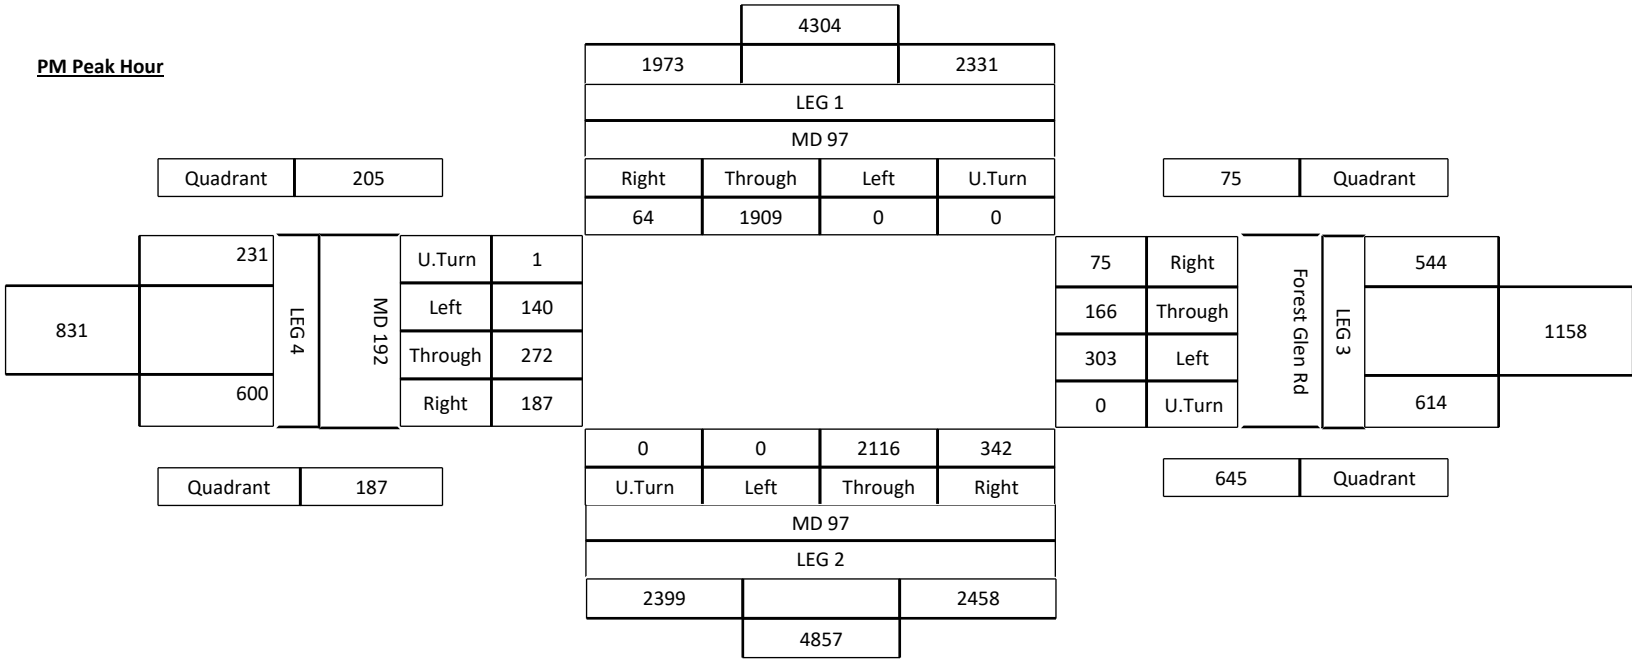 4304
PM Peak Hour
1973 2331
LEG 1
MD 97
Quadrant 205
Right Through Left U.Turn
75 Quadrant
64 1909 0 0
231
831
600
LEG 4
MD 192
U.Turn 1
Left 140
Through 272
Right 187
75 Right
166 Through
303 Left
0 U.Turn
Forest Glen Rd
LEG 3
544
1158
614
0 0 2116 342
Quadrant 187
U.Turn Left Through Right
645 Quadrant
MD 97
LEG 2
2399 2458
4857